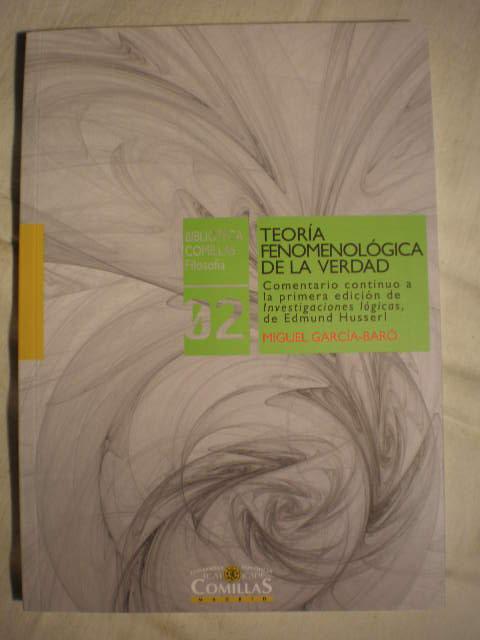 BIBLIOTECA
COMILLAS
Filosofía
02
TEORÍA
FENOMENOLÓGICA
DE LA VERDAD
Comentario continuo a
la primera edición de
Investigaciones lógicas,
de Edmund Husserl
MIGUEL GARCÍA-BARÓ
COMILLAS
MADRID